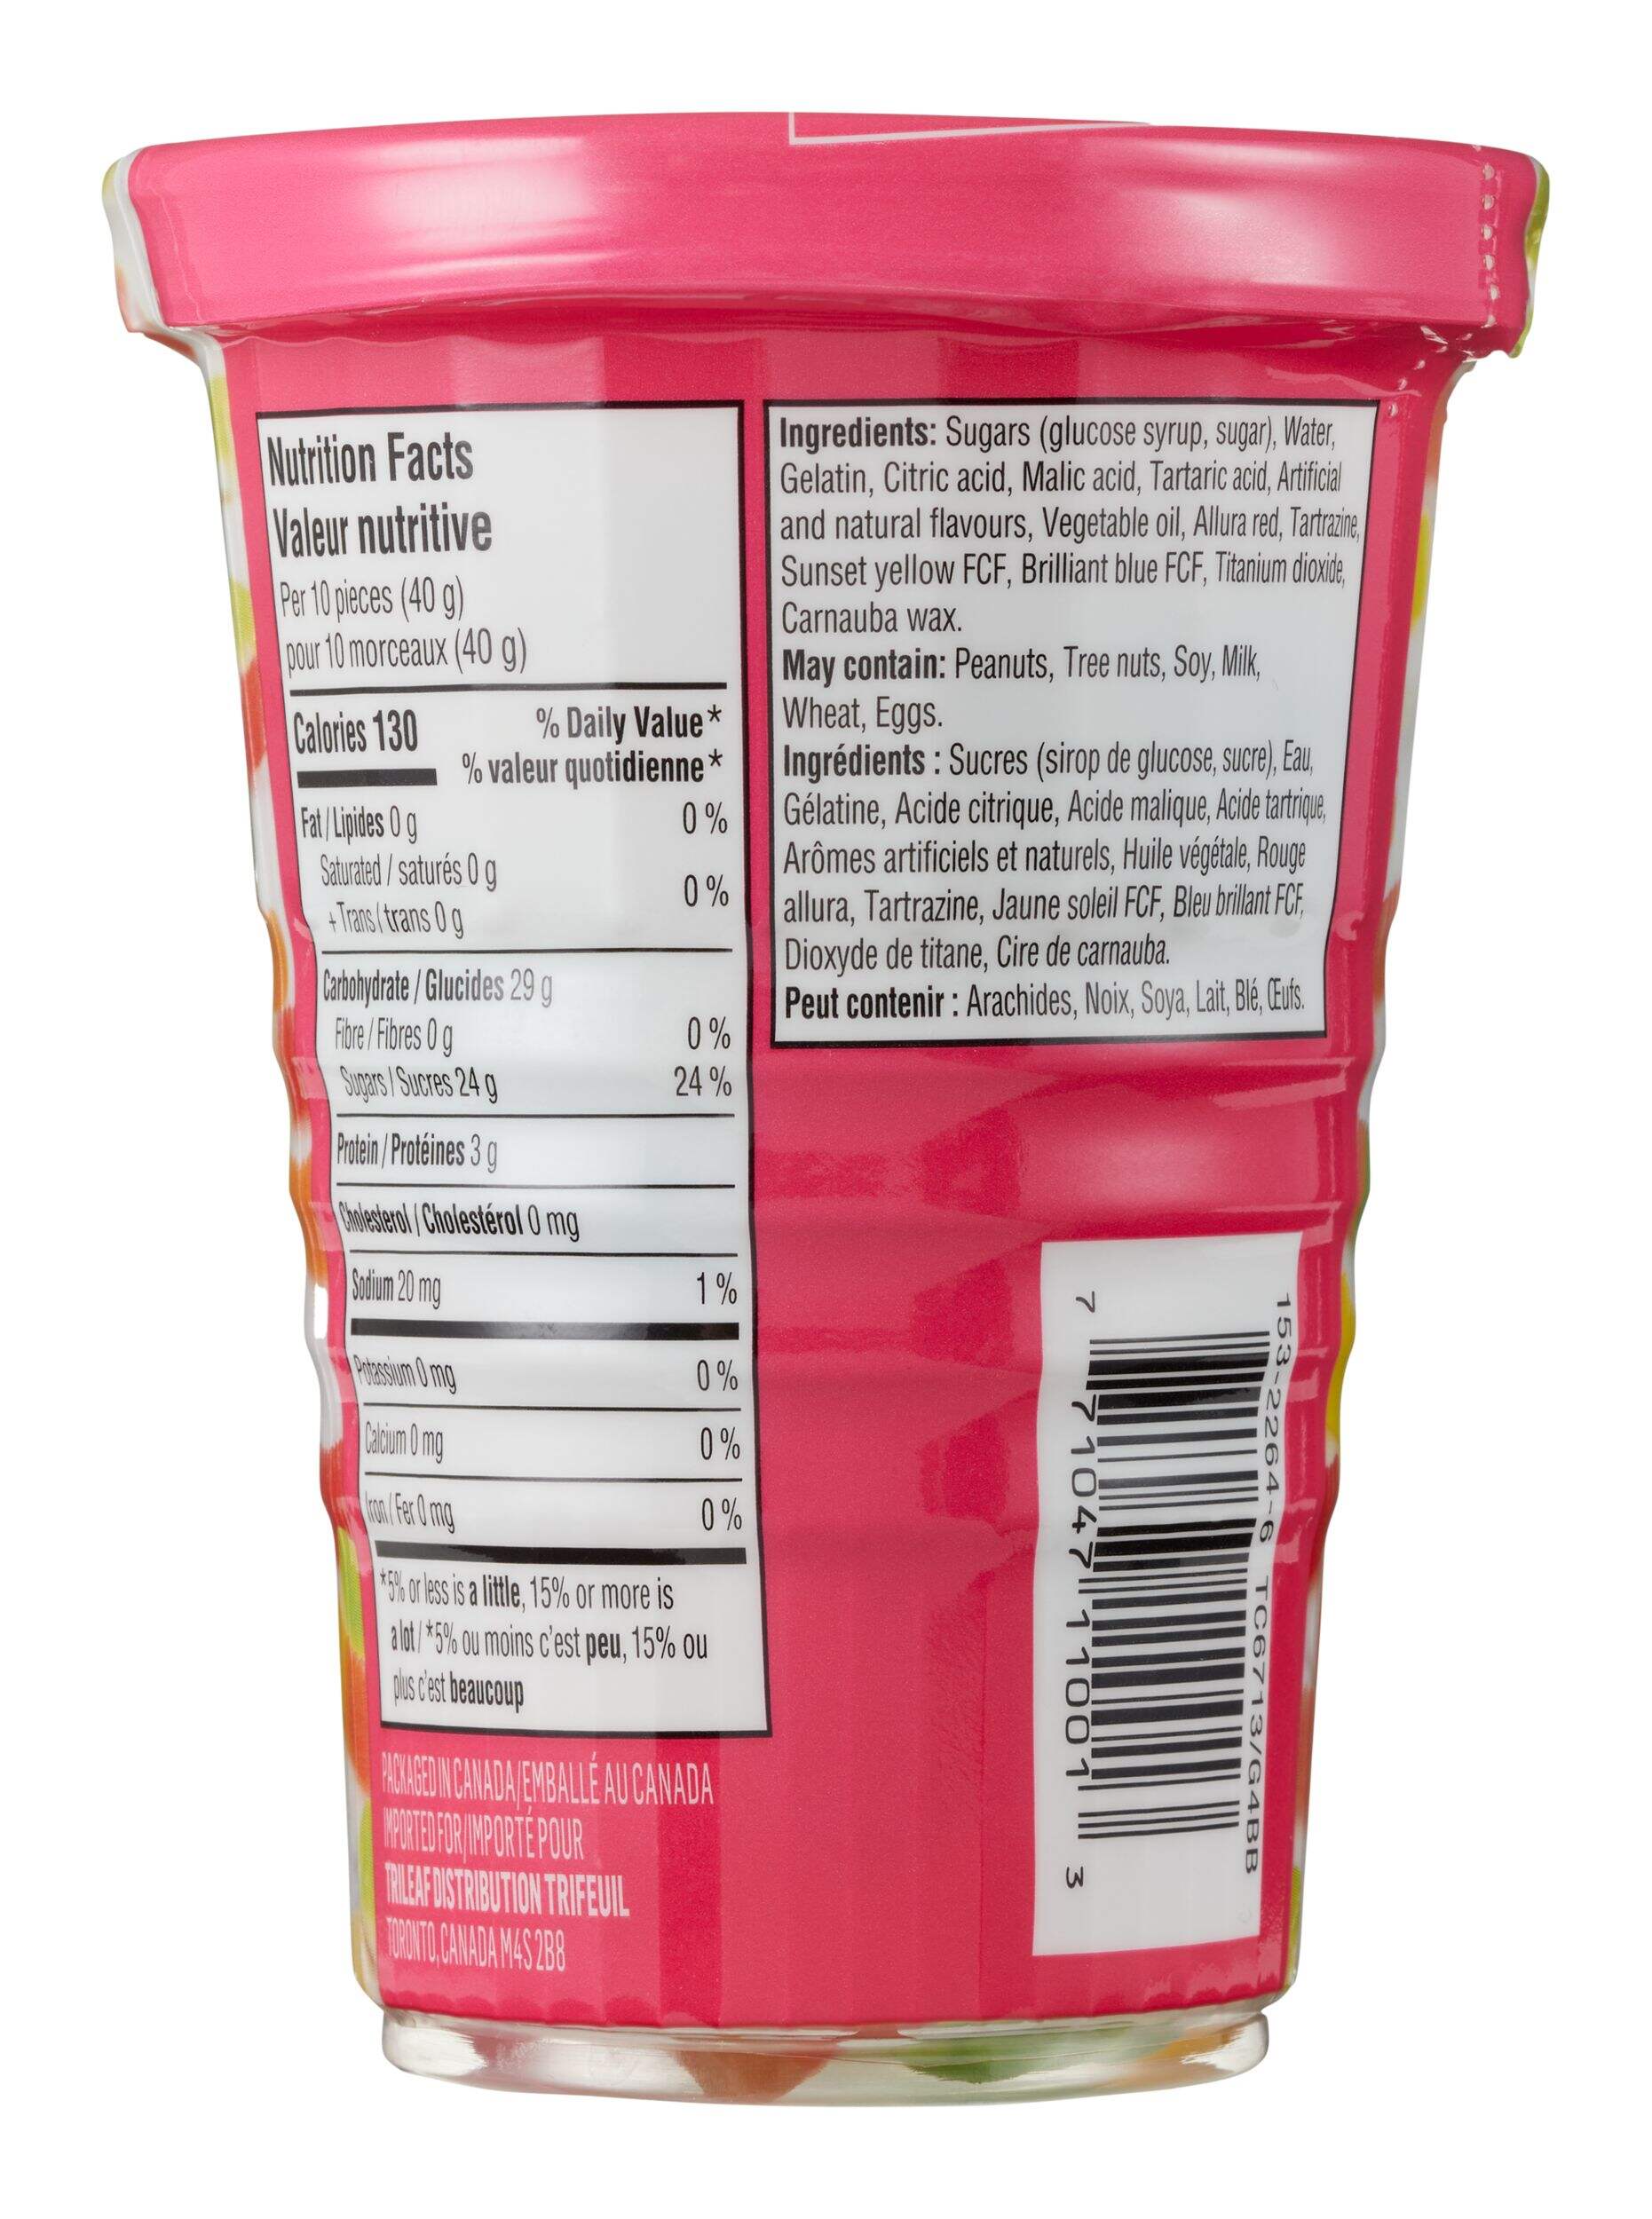 Nutrition Facts
Valeur nutritive
Per 10 pieces (40 g)
pour 10 morceaux (40 g)
Calories 130
% Daily Value*
% valeur quotidienne*
Fat / Lipides 0 g 0 %
Saturated / saturés 0 g
+ Trans / trans 0 g 0 %
Carbohydrate / Glucides 29 g
Fibre / Fibres 0 g 0 %
Sugars / Sucres 24 g 24 %
Protein / Protéines 3 g
Cholesterol / Cholestérol 0 mg
Sodium 20 mg 1 %
Potassium 0 mg 0 %
Calcium 0 mg 0 %
Iron / Fer 0 mg 0 %
*5% or less is a little, 15% or more is
a lot / *5% ou moins c'est peu, 15% ou
plus c'est beaucoup
PACKAGED IN CANADA/EMBALLÉ AU CANADA
IMPORTED FOR/IMPORTÉ POUR
TRILEAF DISTRIBUTION TRIFEUIL
TORONTO, CANADA M4S 2B8
Ingredients: Sugars (glucose syrup, sugar), Water,
Gelatin, Citric acid, Malic acid, Tartaric acid, Artificial
and natural flavours, Vegetable oil, Allura red, Tartrazine,
Sunset yellow FCF, Brilliant blue FCF, Titanium dioxide,
Carnauba wax.
May contain: Peanuts, Tree nuts, Soy, Milk,
Wheat, Eggs.
Ingrédients : Sucres (sirop de glucose, sucre), Eau,
Gélatine, Acide citrique, Acide malique, Acide tartrique,
Arômes artificiels et naturels, Huile végétale, Rouge
allura, Tartrazine, Jaune soleil FCF, Bleu brillant FCF,
Dioxyde de titane, Cire de carnauba.
Peut contenir : Arachides, Noix, Soya, Lait, Blé, Œufs.
153-2264-6 TC6713/G4BB
7 71047 11001 3